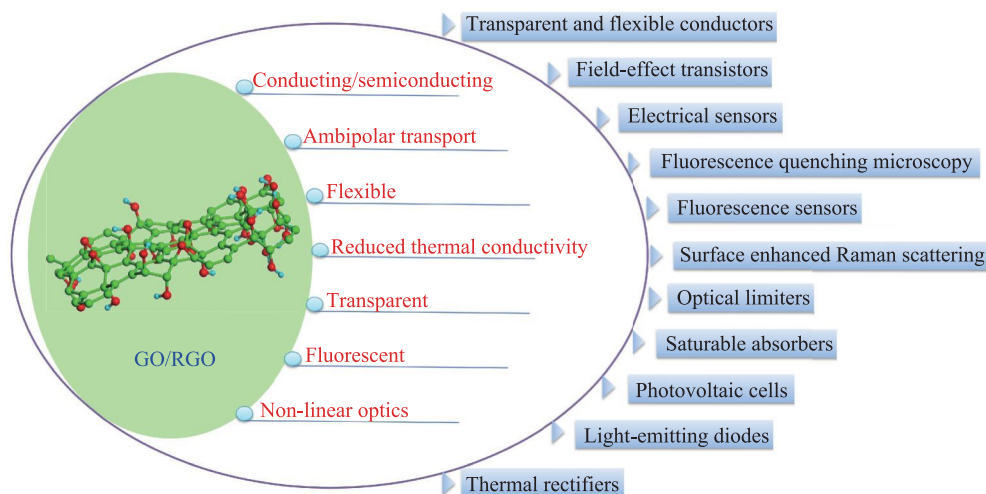 GO/RGO
Conducting/semiconducting
Ambipolar transport
Flexible
Reduced thermal conductivity
Transparent
Fluorescent
Non-linear optics
Transparent and flexible conductors
Field-effect transistors
Electrical sensors
Fluorescence quenching microscopy
Fluorescence sensors
Surface enhanced Raman scattering
Optical limiters
Saturable absorbers
Photovoltaic cells
Light-emitting diodes
Thermal rectifiers